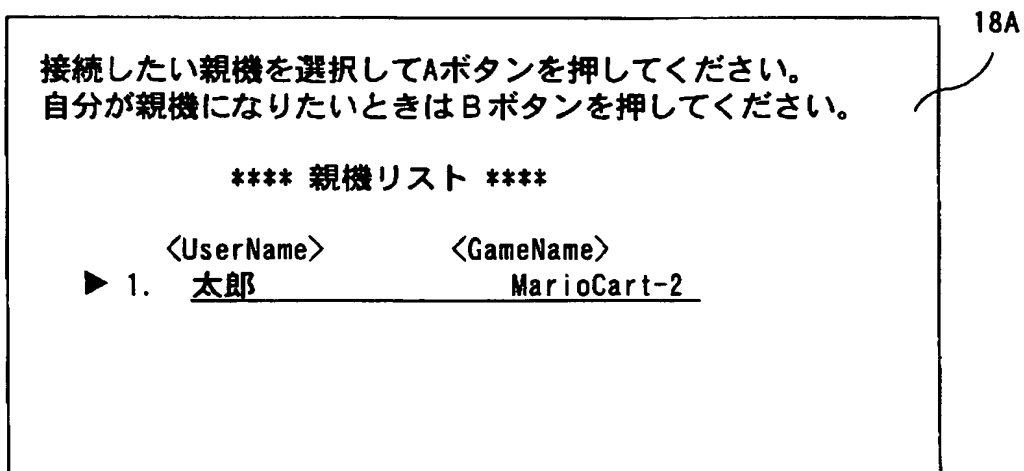 18A
接続したい親機を選択してAボタンを押してください。
自分が親機になりたいときはBボタンを押してください。
**** 親機リスト ****
<UserName> <GameName>
▶ 1. 太郎 MarioCart-2